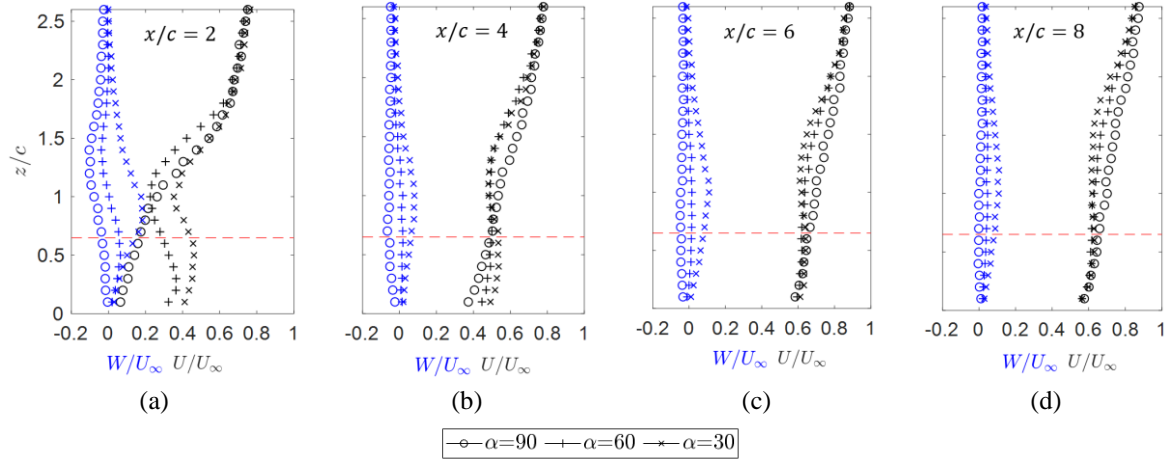 x/c = 2
x/c = 4
x/c = 6
x/c = 8
z/c
2.5
2
1.5
1
0.5
0
-0.2 0 0.2 0.4 0.6 0.8 1
-0.2 0 0.2 0.4 0.6 0.8 1
-0.2 0 0.2 0.4 0.6 0.8 1
-0.2 0 0.2 0.4 0.6 0.8 1
W/U∞ U/U∞
W/U∞ U/U∞
W/U∞ U/U∞
W/U∞ U/U∞
(a)
(b)
(c)
(d)
α=90 α=60 α=30